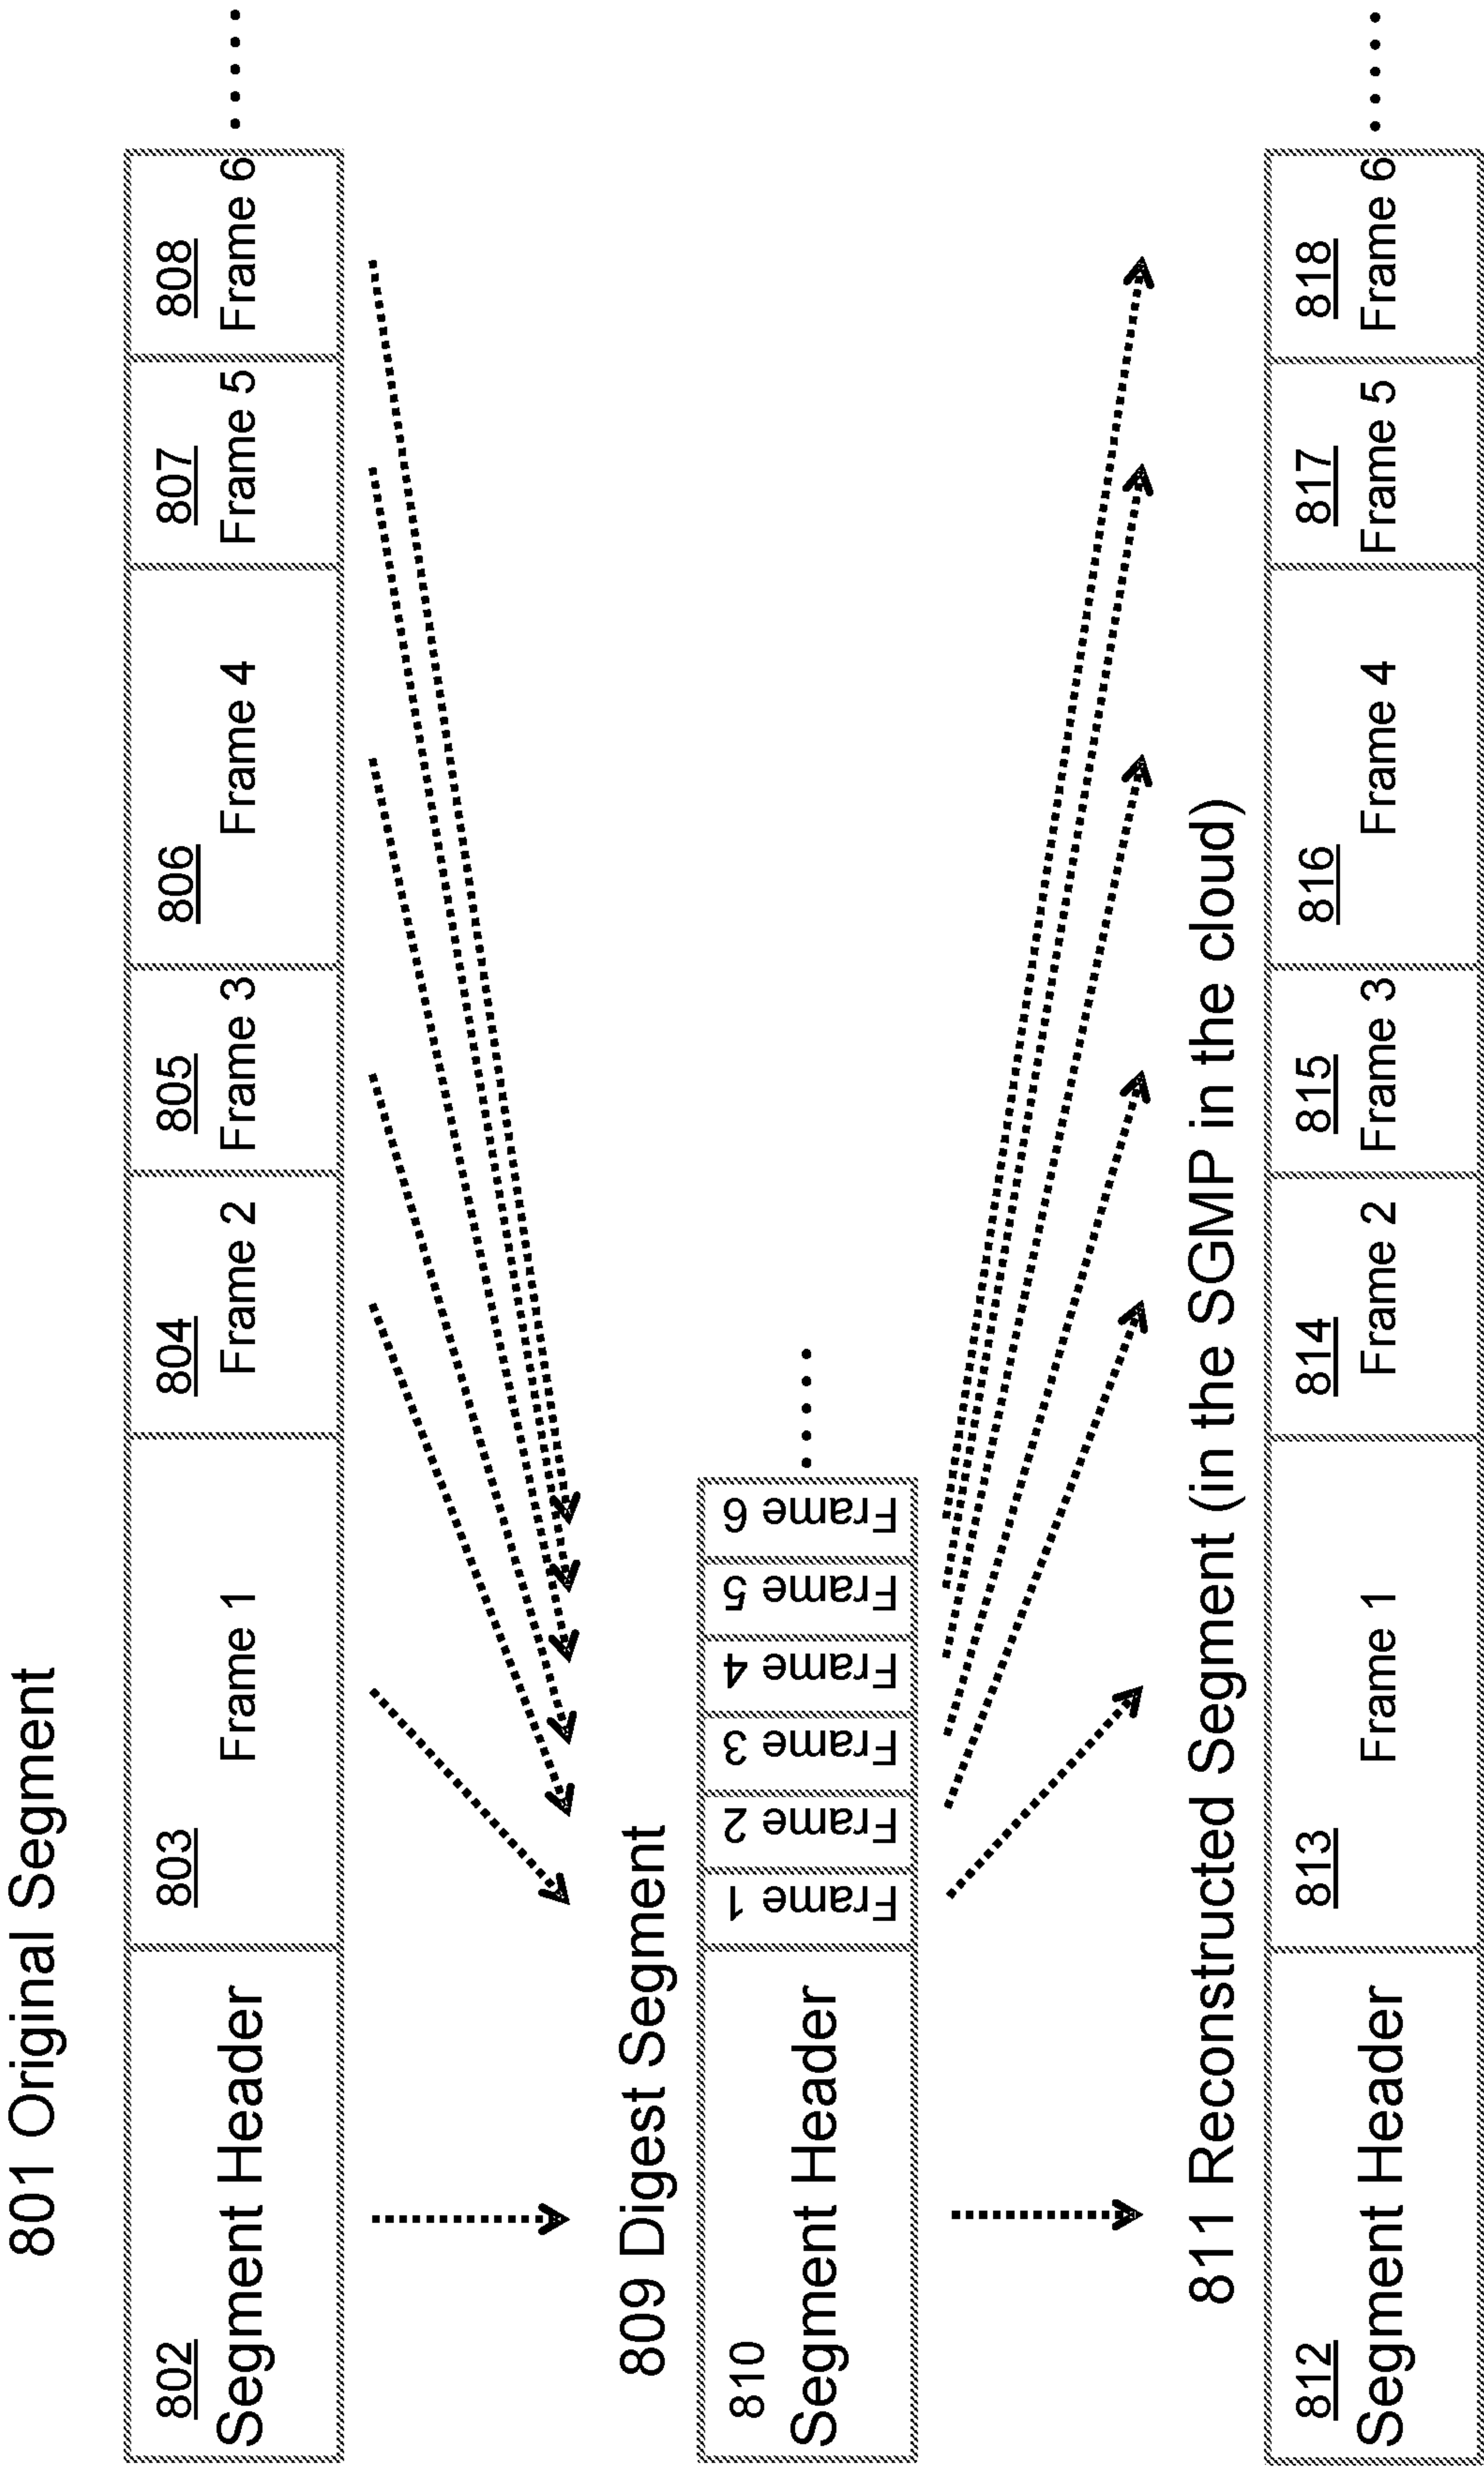 801 Original Segment
802
Segment Header
803
Frame 1
804
Frame 2
805
Frame 3
806
Frame 4
807
Frame 5
808
Frame 6
809 Digest Segment
810
Segment Header
Frame 1
Frame 2
Frame 3
Frame 4
Frame 5
Frame 6
811 Reconstructed Segment (in the SGMP in the cloud)
812
Segment Header
813
Frame 1
814
Frame 2
815
Frame 3
816
Frame 4
817
Frame 5
818
Frame 6